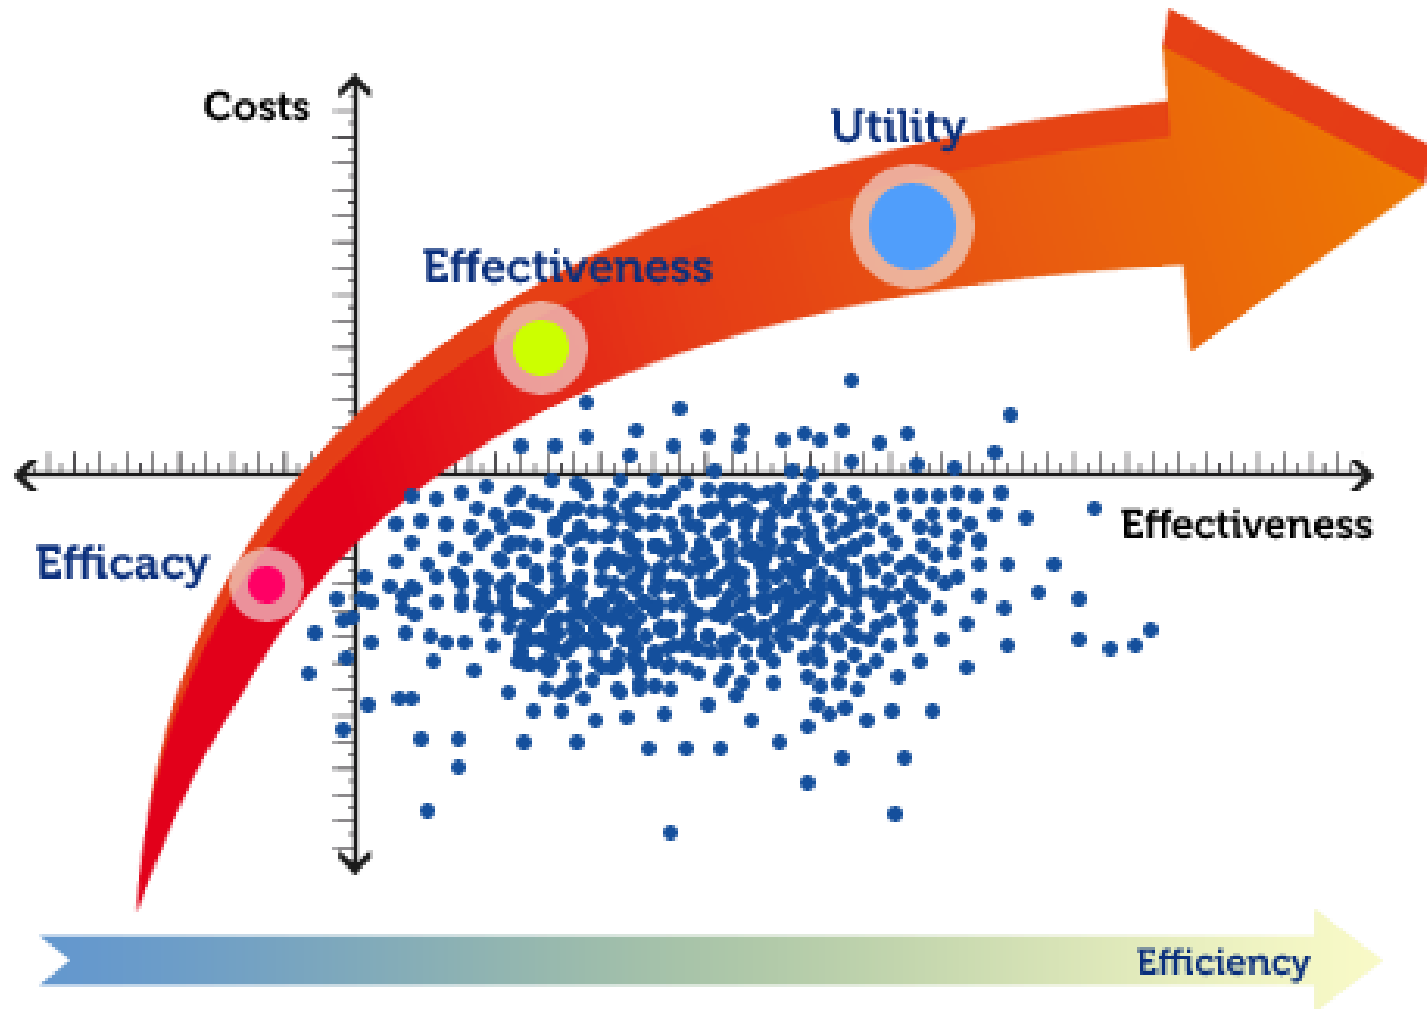 Costs
Utility
Effectiveness
Effectiveness
Efficacy
Efficiency